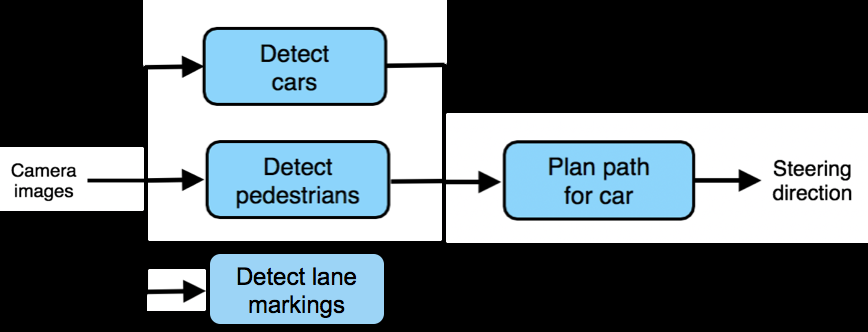 Detect
cars
Camera
images
Detect
pedestrians
Plan path
for car
Steering
direction
Detect lane
markings